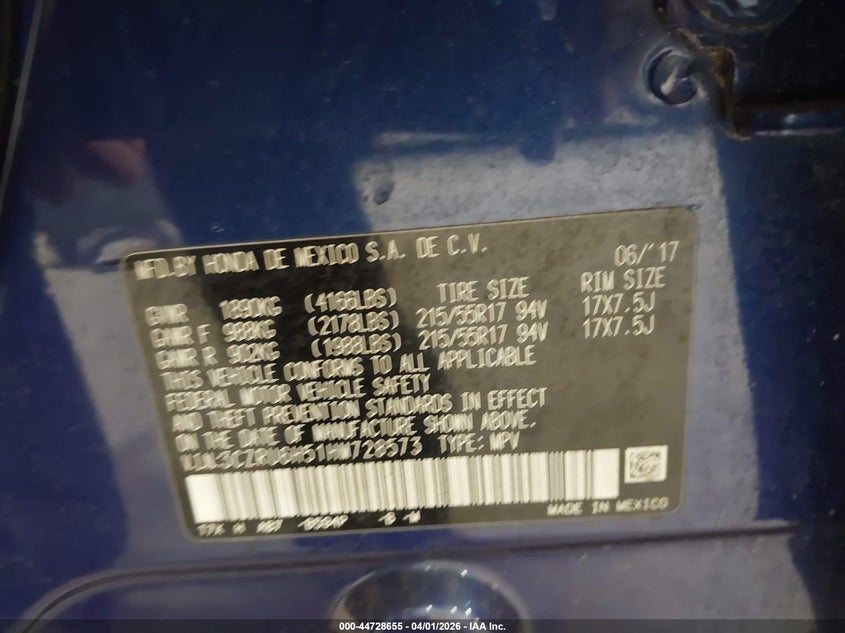 MFD.BY HONDA DE MEXICO S.A. DE C.V. 06/'17
TIRE SIZE RIM SIZE
GVWR 1890KG (4168LBS)
GAWR F 988KG (2178LBS) 215/55R17 94V 17X7.5J
GAWR R 902KG (1988LBS) 215/55R17 94V 17X7.5J
THIS VEHICLE CONFORMS TO ALL APPLICABLE
FEDERAL MOTOR VEHICLE SAFETY
AND THEFT PREVENTION STANDARDS IN EFFECT
ON THE DATE OF MANUFACTURE SHOWN ABOVE.
TYPE: MPV
MADE IN MEXICO
000-44728655 - 04/01/2026 - IAA Inc.